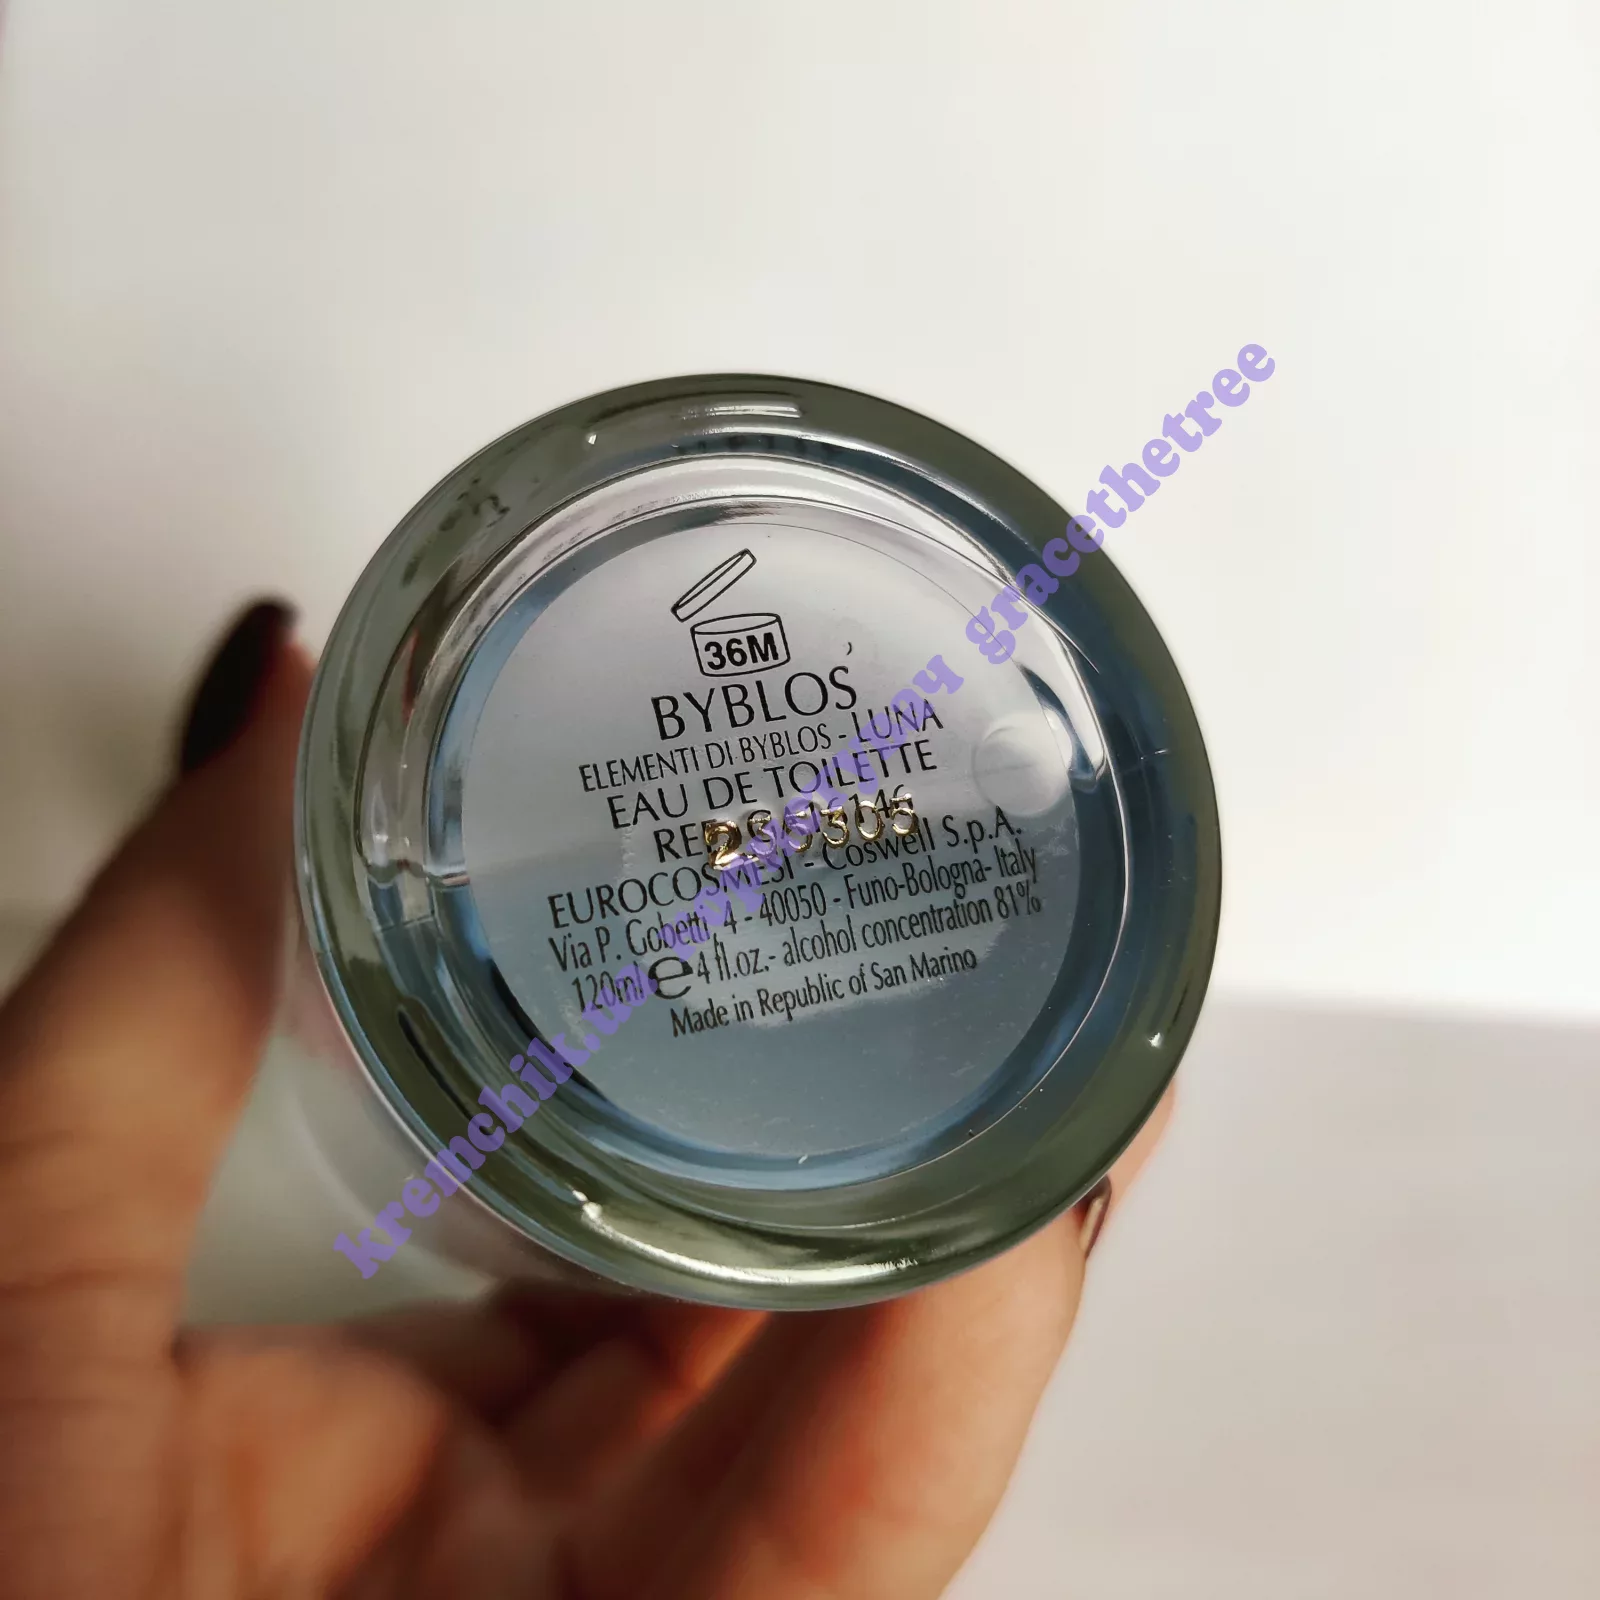 36M
BYBLOS
ELEMENTI DI BYBLOS - LUNA
EAU DE TOILETTE
EUROCOSMESI - Coswell S.p.A.
Via P. Gobetti, 4 - 40050 - Funo-Bologna- Italy
120ml e 4 fl.oz.- alcohol concentration 81%
Made in Republic of San Marino
gracethetree